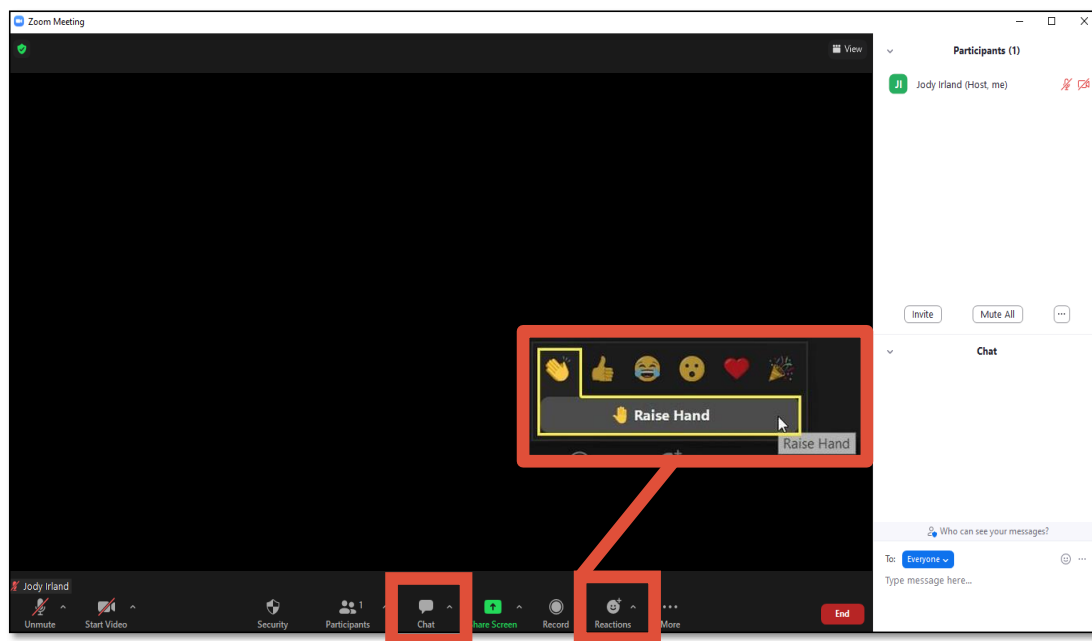 Zoom Meeting
View
Participants (1)
JI
Jody Irland (Host, me)
Invite
Mute All
Raise Hand
Raise Hand
Chat
Who can see your messages?
To:
Everyone
Type message here...
Jody Irland
1
Unmute
Start Video
Security
Participants
Chat
hare Screen
Record
Reactions
More
End